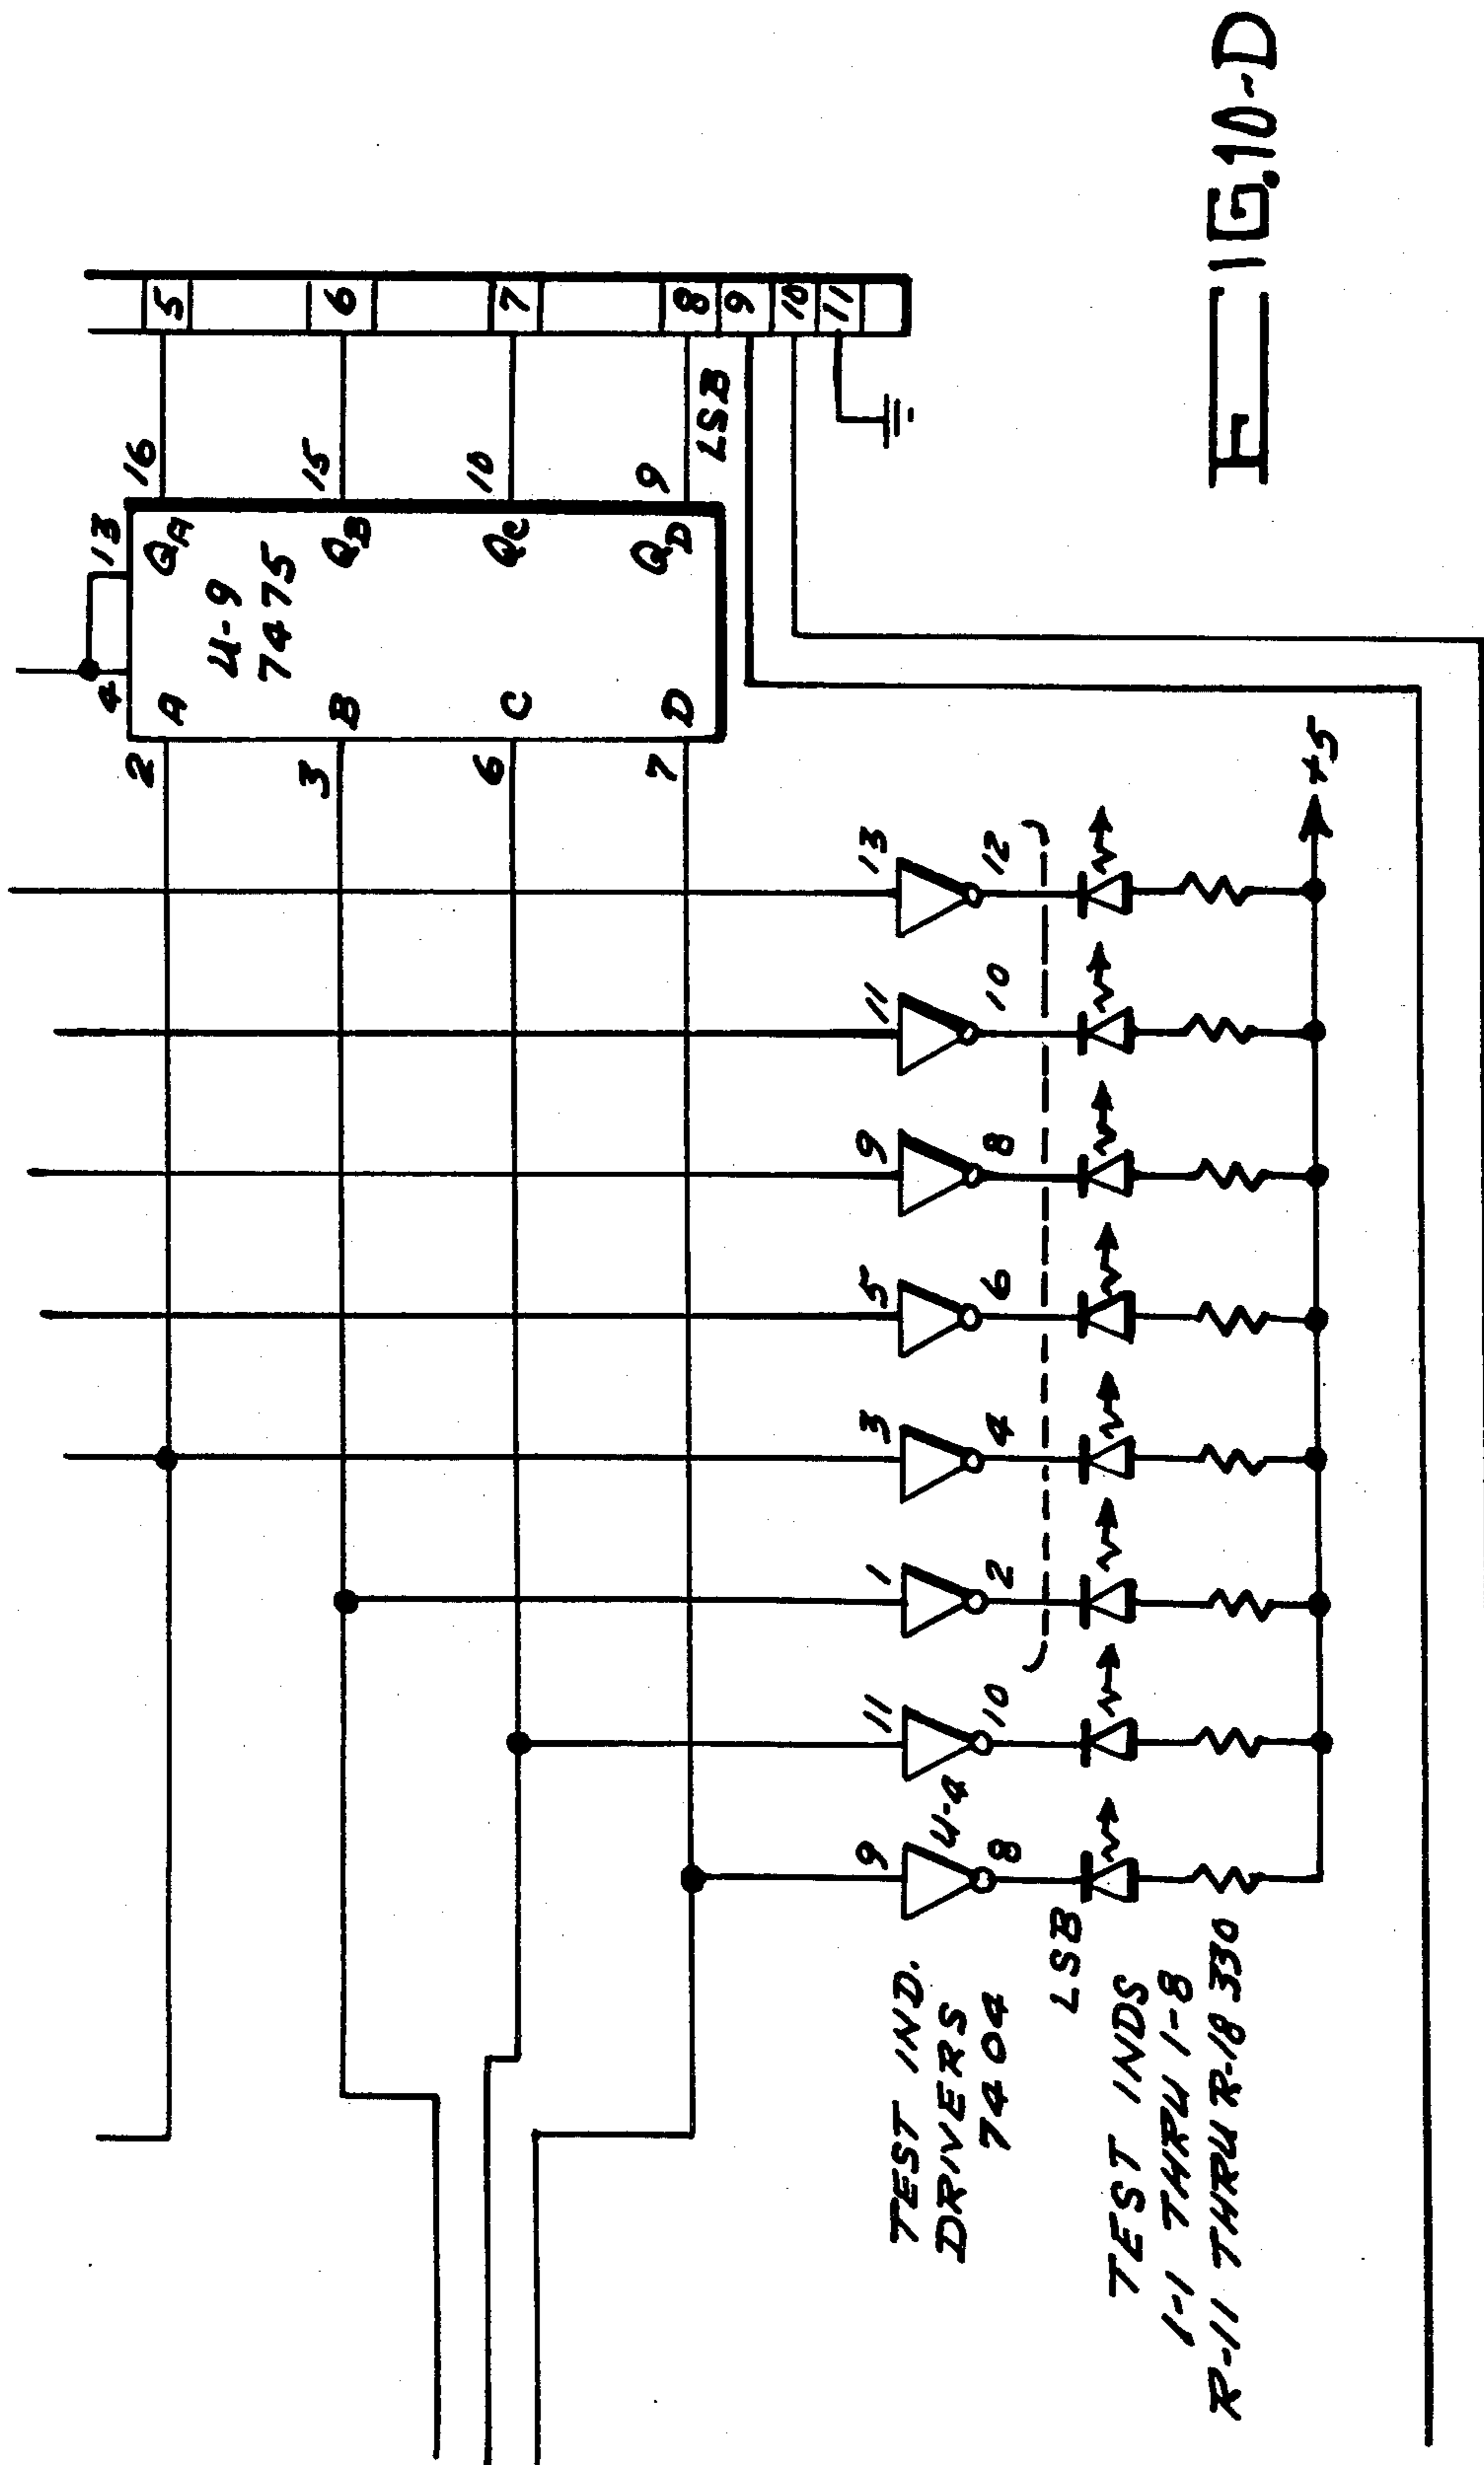 4
13
2
A
QA
16
5
U-9
7475
3
B
QB
15
6
6
C
QC
10
7
7
D
QD
9
8
LSB
9
10
11
9
11
1
3
5
9
11
13
U-4
8
10
2
4
6
8
10
12
TEST IND.
DRIVERS
7404
LSB
TEST INDS
1-1 THRU 1-8
R-11 THRU R-18 330
+5
FIG.10-D